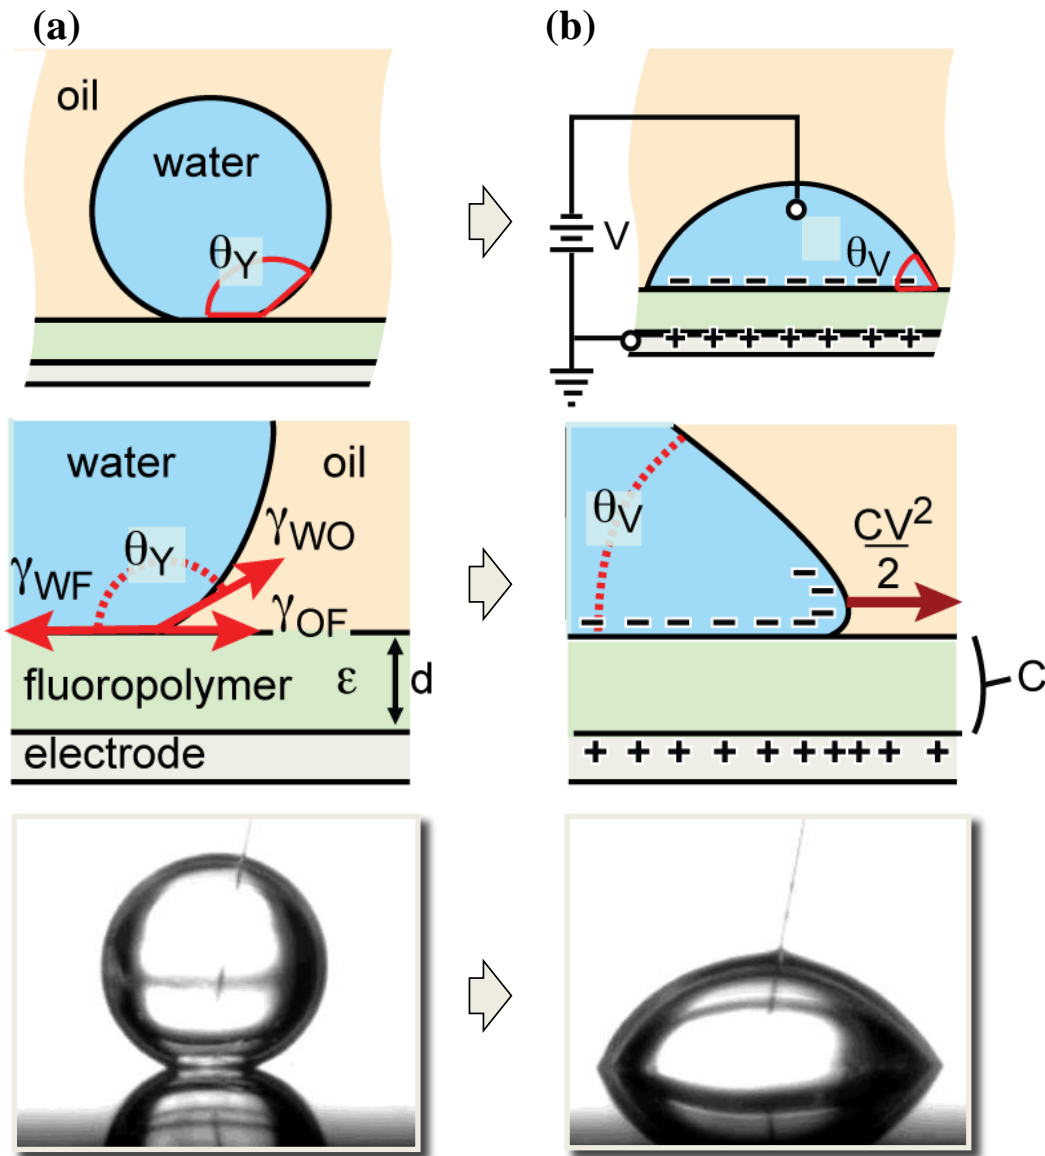 (a)
(b)
oil
water
θY
V
θV
− − − − − − −
+ + + + + + +
water
oil
γWO
θY
γWF
γOF
fluoropolymer ε d
electrode
θV
CV²
2
− − − − − − − − −
C
+ + + + + + + + + +